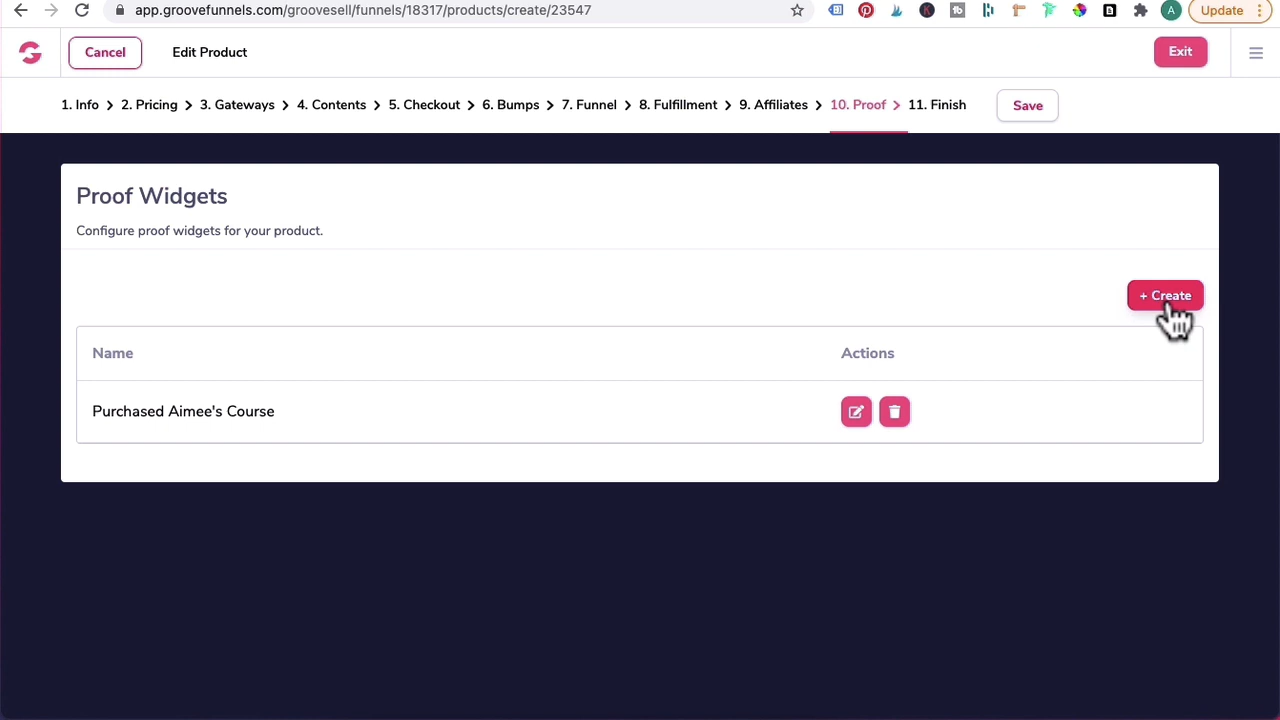 app.groovefunnels.com/groovesell/funnels/18317/products/create/23547
A
Update
Cancel
Edit Product
Exit
1. Info
2. Pricing
3. Gateways
4. Contents
5. Checkout
6. Bumps
7. Funnel
8. Fulfillment
9. Affiliates
10. Proof
11. Finish
Save
Proof Widgets
Configure proof widgets for your product.
+ Create
Name
Actions
Purchased Aimee's Course